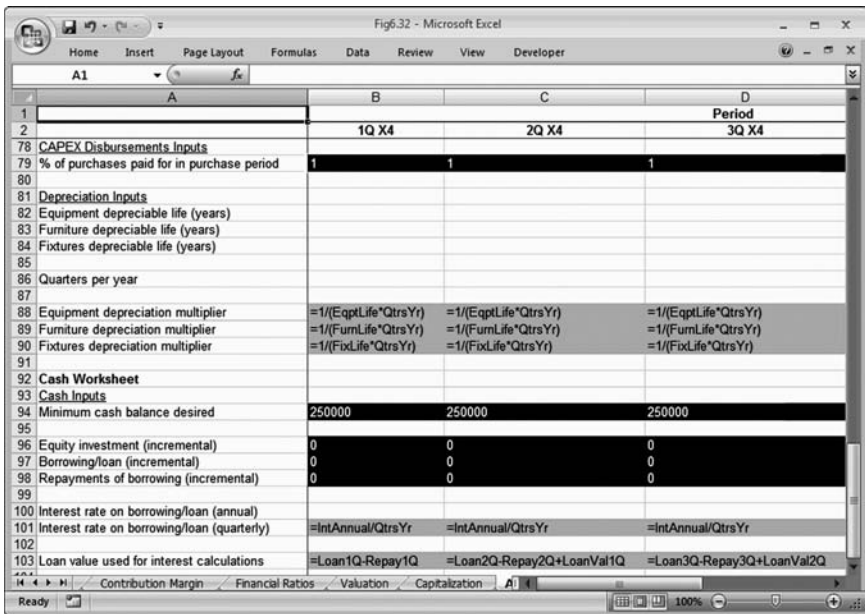 Fig6.32 - Microsoft Excel
Home Insert Page Layout Formulas Data Review View Developer
A1 fx
A B C D
1 Period
2 1Q X4 2Q X4 3Q X4
78 CAPEX Disbursements Inputs
79 % of purchases paid for in purchase period 1 1 1
80
81 Depreciation Inputs
82 Equipment depreciable life (years)
83 Furniture depreciable life (years)
84 Fixtures depreciable life (years)
85
86 Quarters per year
87
88 Equipment depreciation multiplier =1/(EqptLife*QtrsYr) =1/(EqptLife*QtrsYr) =1/(EqptLife*QtrsYr)
89 Furniture depreciation multiplier =1/(FurnLife*QtrsYr) =1/(FurnLife*QtrsYr) =1/(FurnLife*QtrsYr)
90 Fixtures depreciation multiplier =1/(FixLife*QtrsYr) =1/(FixLife*QtrsYr) =1/(FixLife*QtrsYr)
91
92 Cash Worksheet
93 Cash Inputs
94 Minimum cash balance desired 250000 250000 250000
95
96 Equity investment (incremental) 0 0 0
97 Borrowing/loan (incremental) 0 0 0
98 Repayments of borrowing (incremental) 0 0 0
99
100 Interest rate on borrowing/loan (annual)
101 Interest rate on borrowing/loan (quarterly) =IntAnnual/QtrsYr =IntAnnual/QtrsYr =IntAnnual/QtrsYr
102
103 Loan value used for interest calculations =Loan1Q-Repay1Q =Loan2Q-Repay2Q+LoanVal1Q =Loan3Q-Repay3Q+LoanVal2Q
Contribution Margin Financial Ratios Valuation Capitalization
Ready 100%